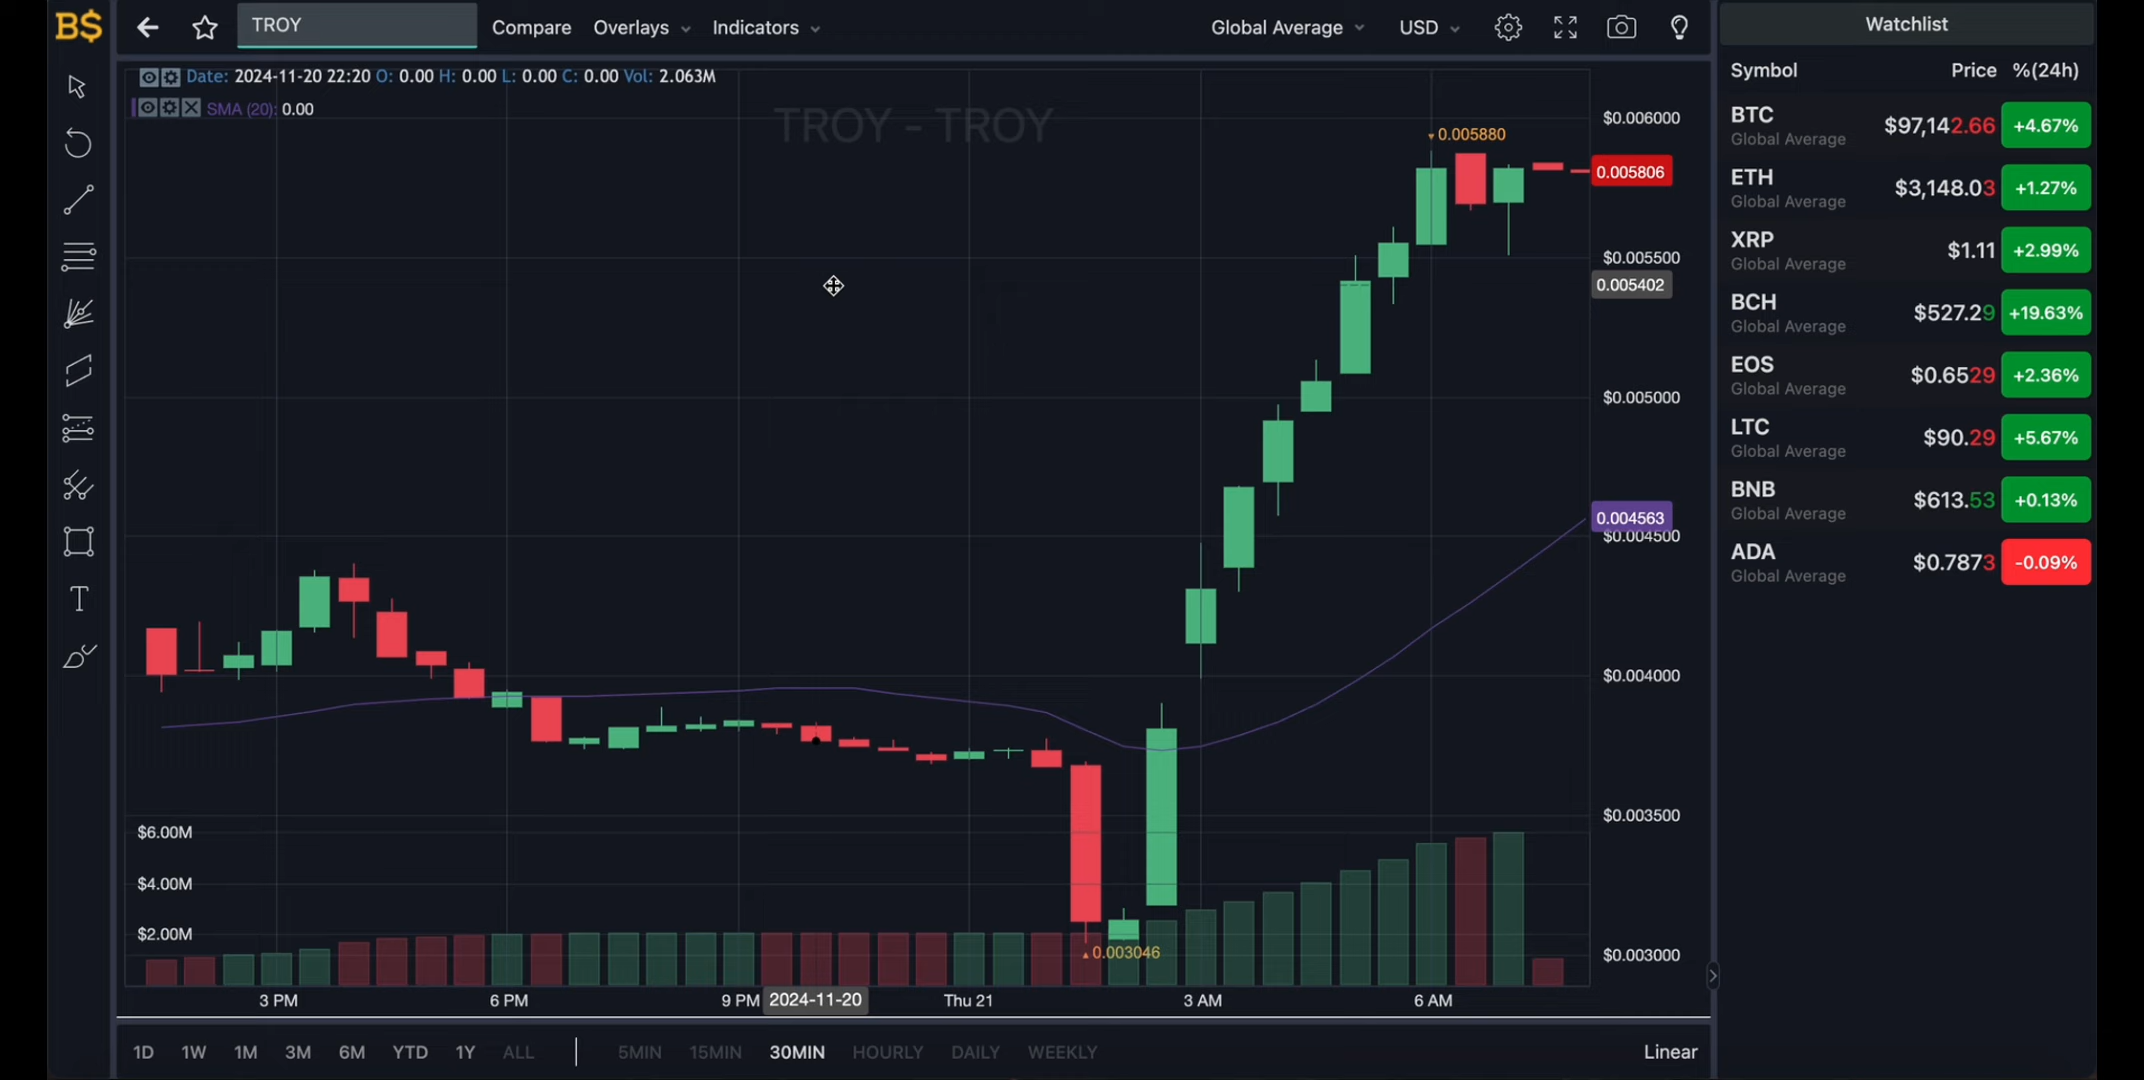 B$
TROY
Compare
Overlays
Indicators
Global Average
USD
Date: 2024-11-20 22:20 O: 0.00 H: 0.00 L: 0.00 C: 0.00 Vol: 2.063M
SMA (20): 0.00
TROY - TROY
0.005880
0.003046
$0.006000
0.005806
$0.005500
0.005402
$0.005000
0.004563
$0.004500
$0.004000
$0.003500
$0.003000
$6.00M
$4.00M
$2.00M
3 PM
6 PM
9 PM
2024-11-20
Thu 21
3 AM
6 AM
1D 1W 1M 3M 6M YTD 1Y ALL
5MIN 15MIN 30MIN HOURLY DAILY WEEKLY
Linear
Watchlist
Symbol Price %(24h)
BTC $97,142.66 +4.67%
Global Average
ETH $3,148.03 +1.27%
Global Average
XRP $1.11 +2.99%
Global Average
BCH $527.29 +19.63%
Global Average
EOS $0.6529 +2.36%
Global Average
LTC $90.29 +5.67%
Global Average
BNB $613.53 +0.13%
Global Average
ADA $0.7873 -0.09%
Global Average